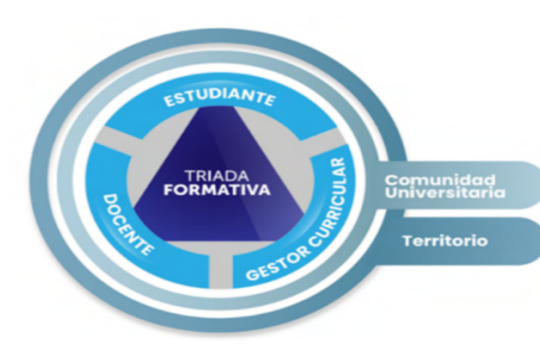 ESTUDIANTE
TRIADA
FORMATIVA
DOCENTE
GESTOR CURRICULAR
Comunidad
Universitaria
Territorio